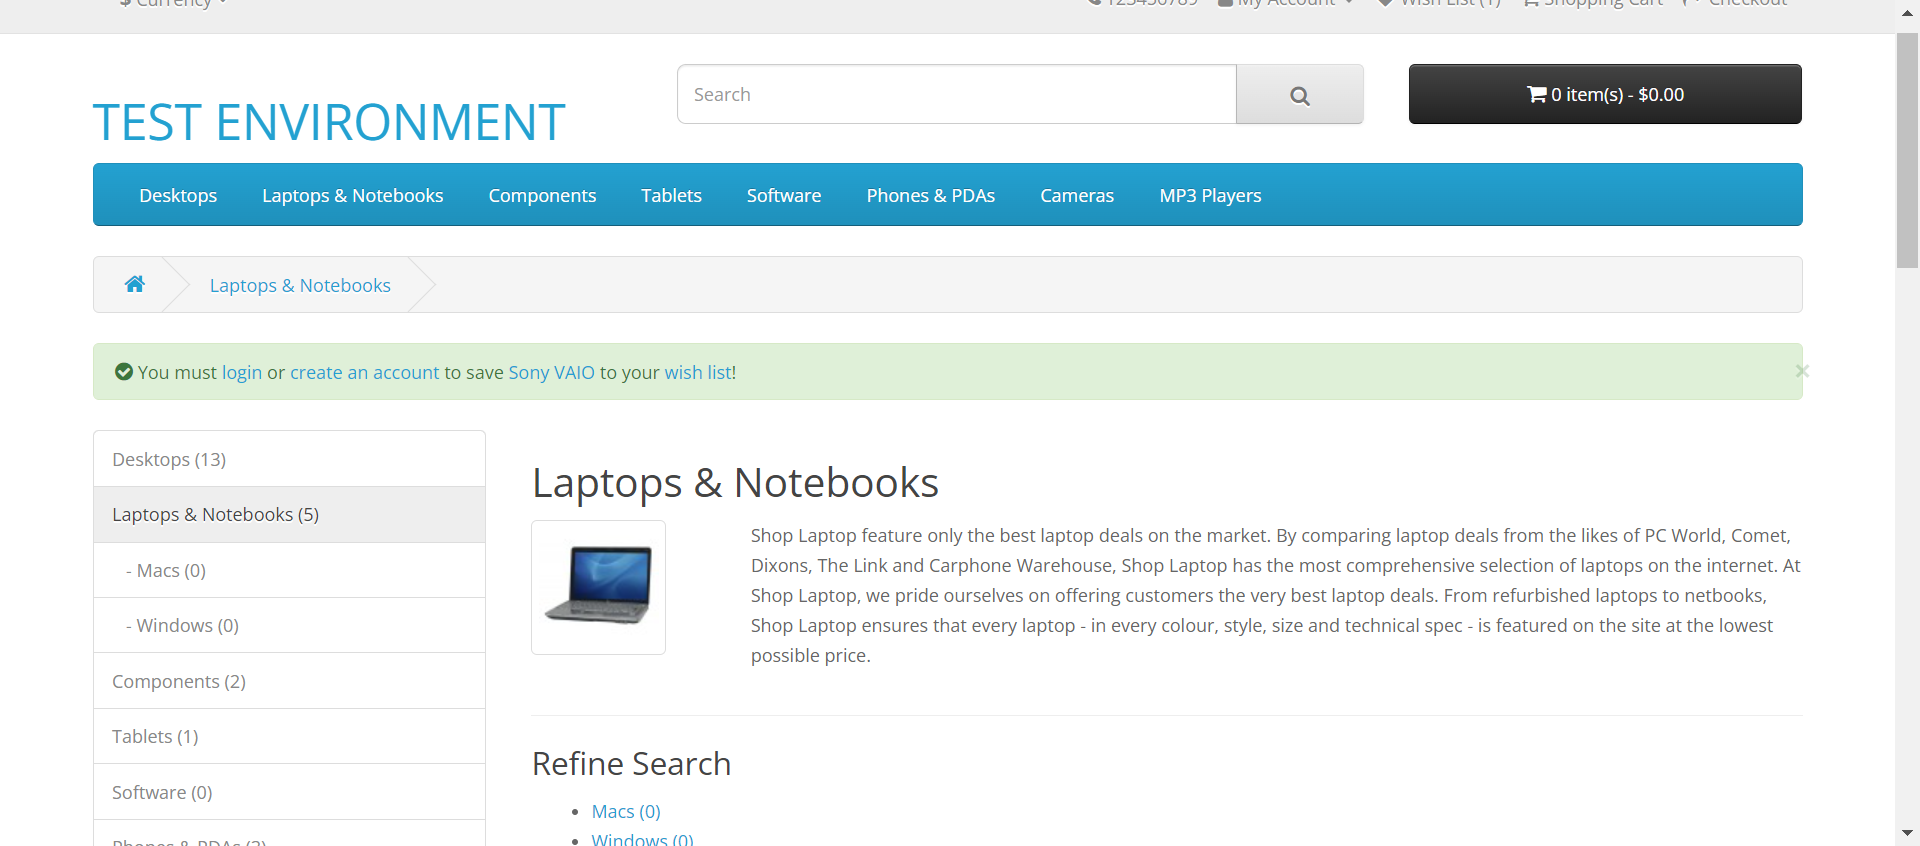 $ Currency
123456789 My Account Wish List (1) Shopping Cart Checkout
Search
0 item(s) - $0.00
TEST ENVIRONMENT
Desktops Laptops & Notebooks Components Tablets Software Phones & PDAs Cameras MP3 Players
Laptops & Notebooks
You must login or create an account to save Sony VAIO to your wish list!
×
Desktops (13)
Laptops & Notebooks (5)
- Macs (0)
- Windows (0)
Components (2)
Tablets (1)
Software (0)
Phones & PDAs (2)
Laptops & Notebooks
Shop Laptop feature only the best laptop deals on the market. By comparing laptop deals from the likes of PC World, Comet,
Dixons, The Link and Carphone Warehouse, Shop Laptop has the most comprehensive selection of laptops on the internet. At
Shop Laptop, we pride ourselves on offering customers the very best laptop deals. From refurbished laptops to netbooks,
Shop Laptop ensures that every laptop - in every colour, style, size and technical spec - is featured on the site at the lowest
possible price.
Refine Search
Macs (0)
Windows (0)